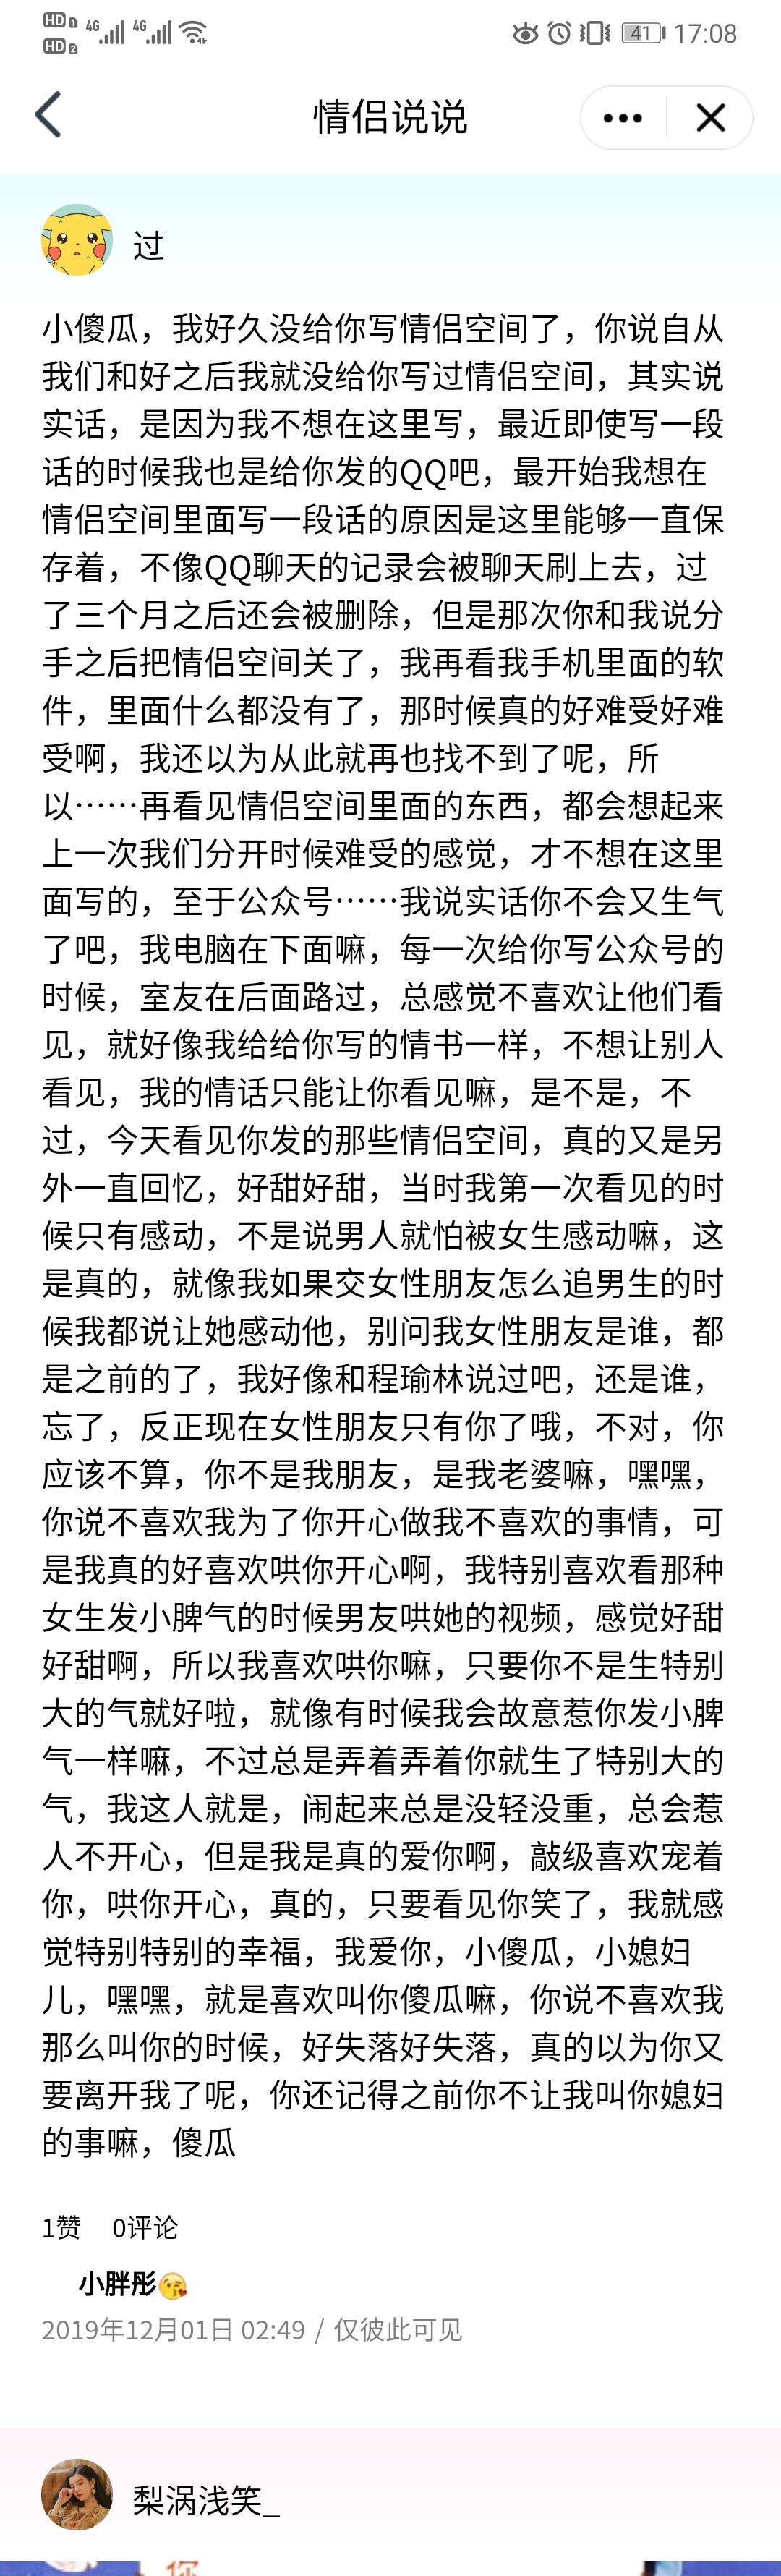 HD 1 4G 4G
HD 2
41 17:08
情侣说说
过
小傻瓜，我好久没给你写情侣空间了，你说自从
我们和好之后我就没给你写过情侣空间，其实说
实话，是因为我不想在这里写，最近即使写一段
话的时候我也是给你发的QQ吧，最开始我想在
情侣空间里面写一段话的原因是这里能够一直保
存着，不像QQ聊天的记录会被聊天刷上去，过
了三个月之后还会被删除，但是那次你和我说分
手之后把情侣空间关了，我再看我手机里面的软
件，里面什么都没有了，那时候真的好难受好难
受啊，我还以为从此就再也找不到了呢，所
以……再看见情侣空间里面的东西，都会想起来
上一次我们分开时候难受的感觉，才不想在这里
面写的，至于公众号……我说实话你不会又生气
了吧，我电脑在下面嘛，每一次给你写公众号的
时候，室友在后面路过，总感觉不喜欢让他们看
见，就好像我给给你写的情书一样，不想让别人
看见，我的情话只能让你看见嘛，是不是，不
过，今天看见你发的那些情侣空间，真的又是另
外一直回忆，好甜好甜，当时我第一次看见的时
候只有感动，不是说男人就怕被女生感动嘛，这
是真的，就像我如果交女性朋友怎么追男生的时
候我都说让她感动他，别问我女性朋友是谁，都
是之前的了，我好像和程瑜林说过吧，还是谁，
忘了，反正现在女性朋友只有你了哦，不对，你
应该不算，你不是我朋友，是我老婆嘛，嘿嘿，
你说不喜欢我为了你开心做我不喜欢的事情，可
是我真的好喜欢哄你开心啊，我特别喜欢看那种
女生发小脾气的时候男友哄她的视频，感觉好甜
好甜啊，所以我喜欢哄你嘛，只要你不是生特别
大的气就好啦，就像有时候我会故意惹你发小脾
气一样嘛，不过总是弄着弄着你就生了特别大的
气，我这人就是，闹起来总是没轻没重，总会惹
人不开心，但是我是真的爱你啊，敲级喜欢宠着
你，哄你开心，真的，只要看见你笑了，我就感
觉特别特别的幸福，我爱你，小傻瓜，小媳妇
儿，嘿嘿，就是喜欢叫你傻瓜嘛，你说不喜欢我
那么叫你的时候，好失落好失落，真的以为你又
要离开我了呢，你还记得之前你不让我叫你媳妇
的事嘛，傻瓜
1赞 0评论
小胖彤😘
2019年12月01日 02:49 / 仅彼此可见
梨涡浅笑_